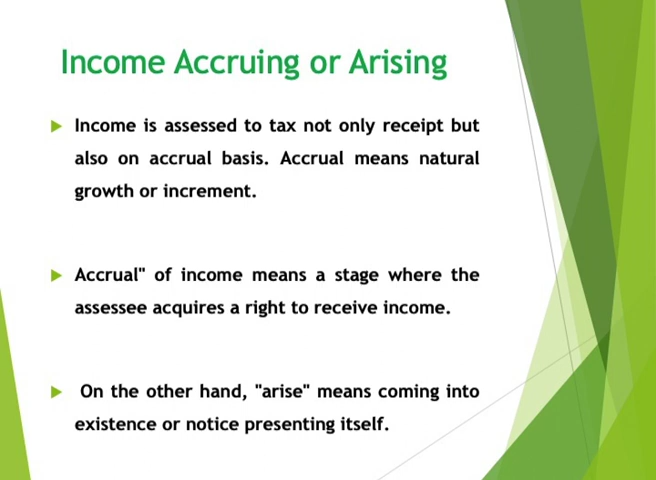 Income Accruing or Arising
Income is assessed to tax not only receipt but
also on accrual basis. Accrual means natural
growth or increment.
Accrual" of income means a stage where the
assessee acquires a right to receive income.
On the other hand, "arise" means coming into
existence or notice presenting itself.